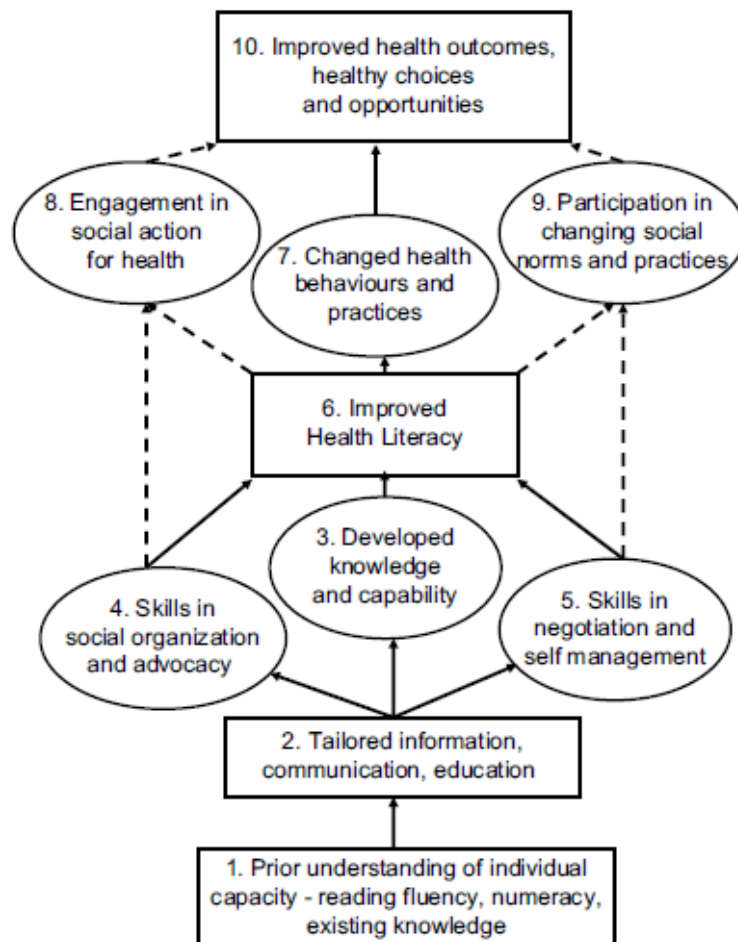 10. Improved health outcomes,
healthy choices
and opportunities
8. Engagement in
social action
for health
9. Participation in
changing social
norms and practices
7. Changed health
behaviours and
practices
6. Improved
Health Literacy
3. Developed
knowledge
and capability
4. Skills in
social organization
and advocacy
5. Skills in
negotiation and
self management
2. Tailored information,
communication, education
1. Prior understanding of individual
capacity - reading fluency, numeracy,
existing knowledge